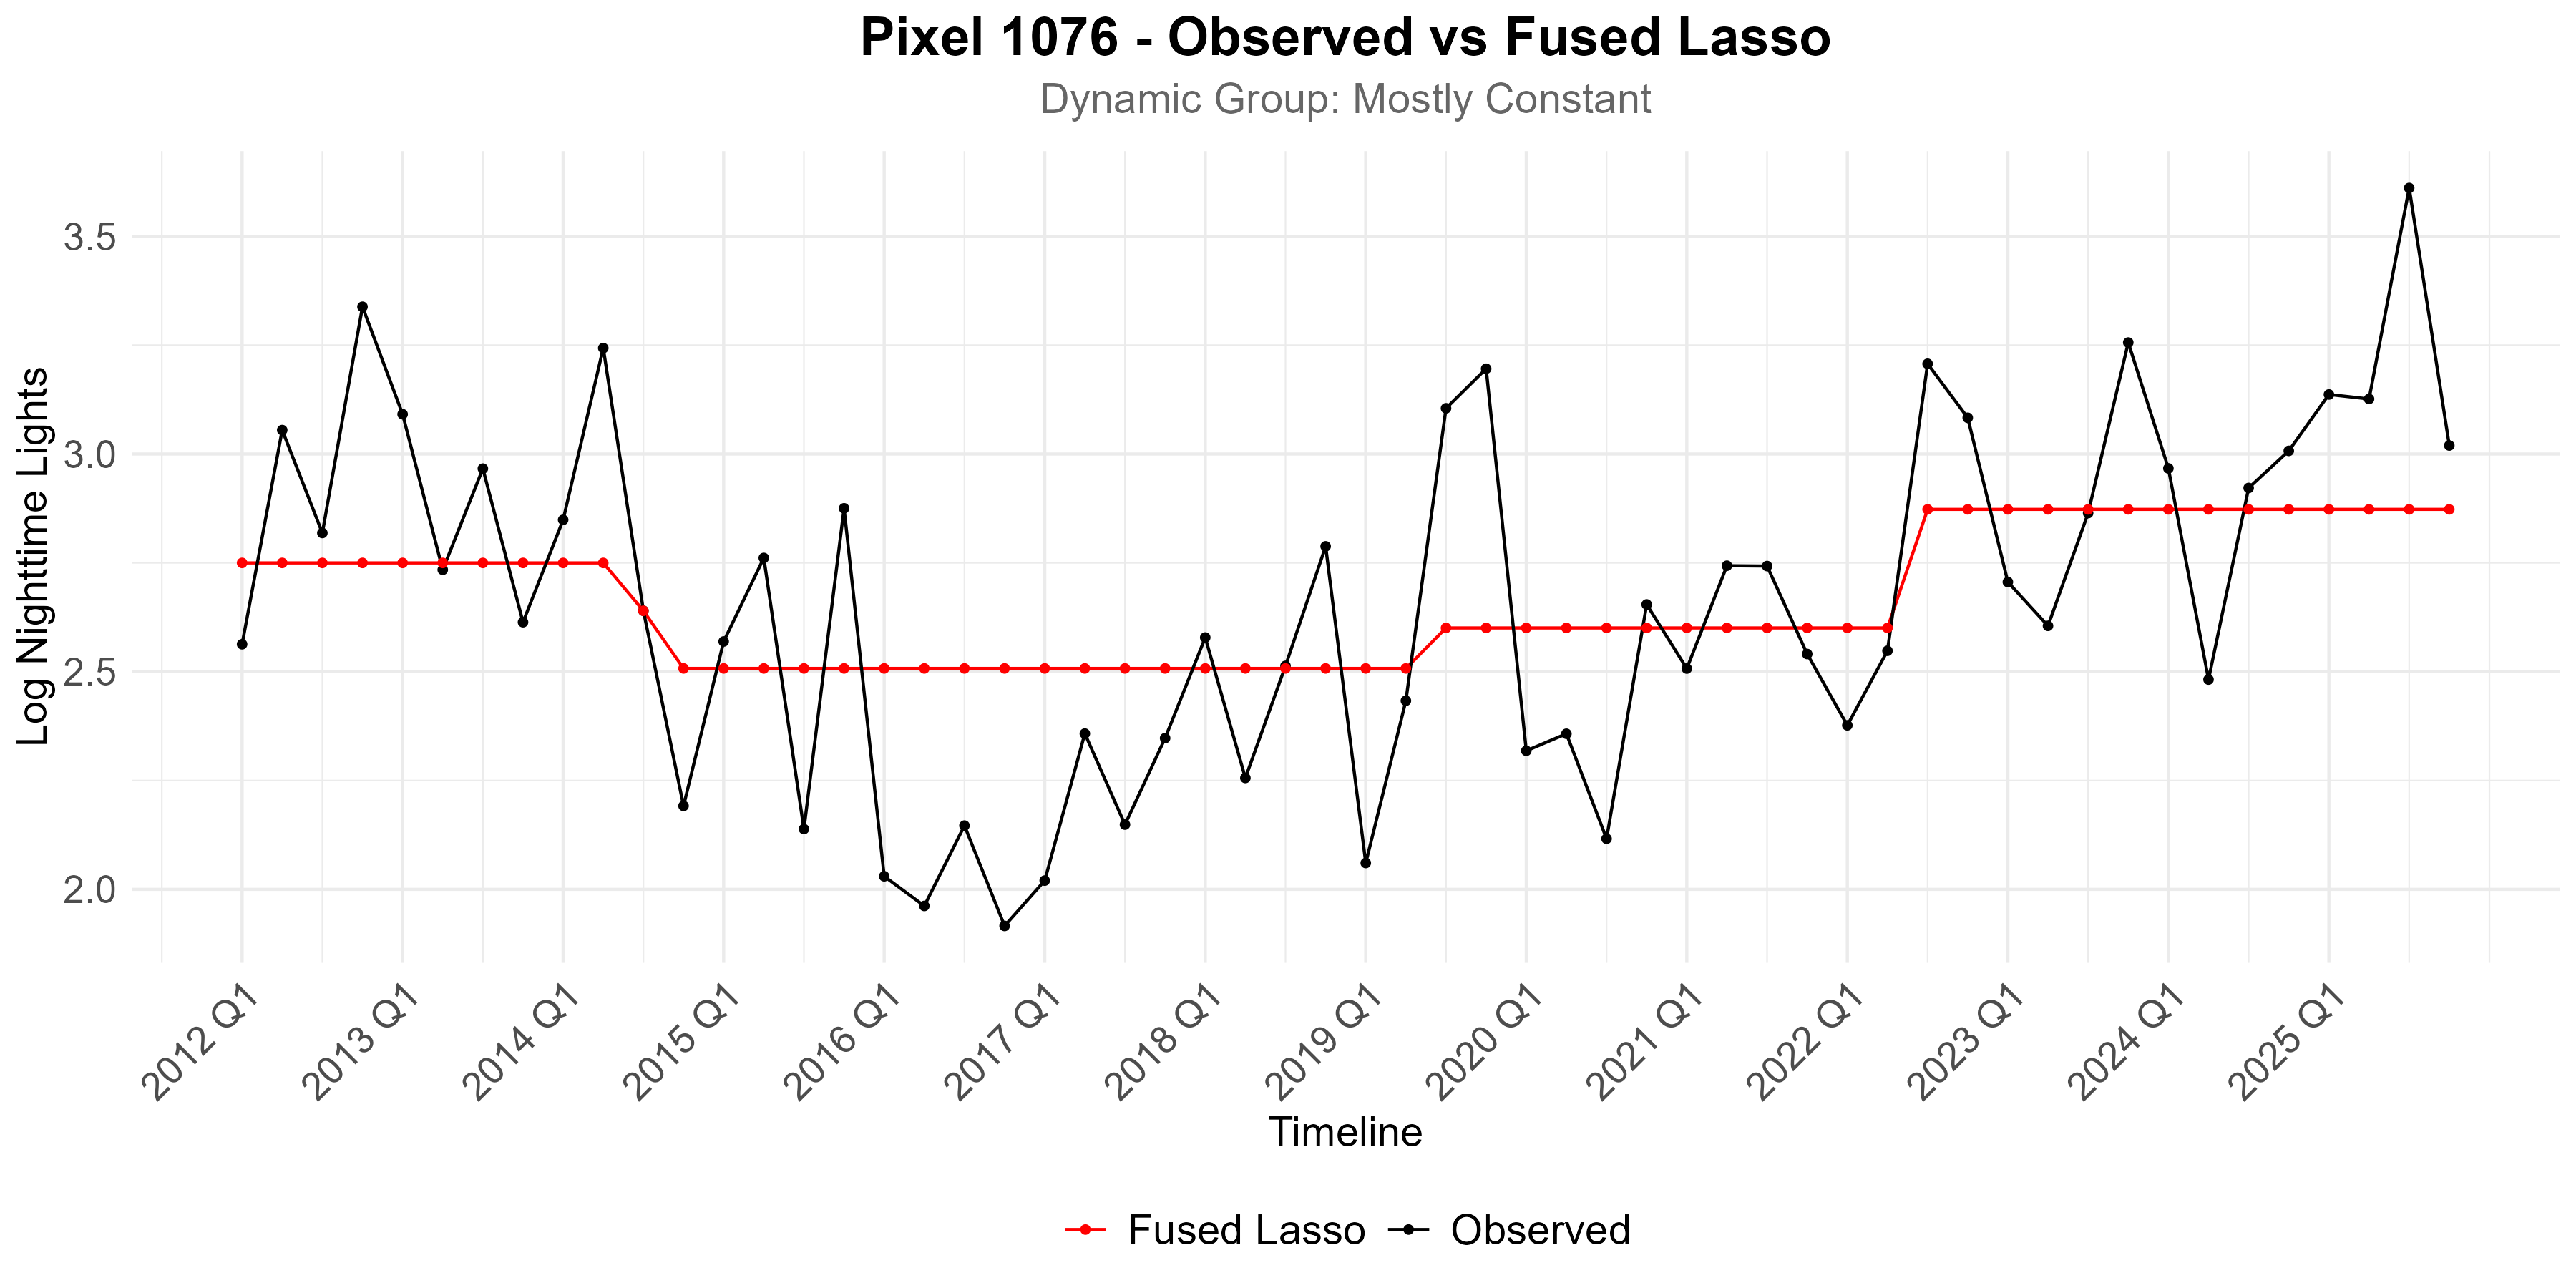 Pixel 1076 - Observed vs Fused Lasso
Dynamic Group: Mostly Constant
Log Nighttime Lights
3.5
3.0
2.5
2.0
2012 Q1
2013 Q1
2014 Q1
2015 Q1
2016 Q1
2017 Q1
2018 Q1
2019 Q1
2020 Q1
2021 Q1
2022 Q1
2023 Q1
2024 Q1
2025 Q1
Timeline
Fused Lasso
Observed